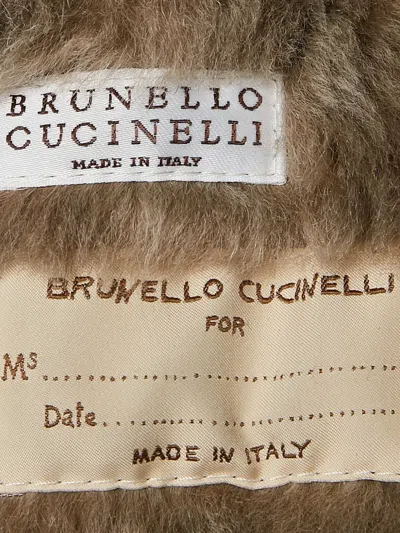 BRUNELLO
CUCINELLI
MADE IN ITALY
BRUNELLO CUCINELLI
FOR
Ms.......................................
Date...................................
MADE IN ITALY